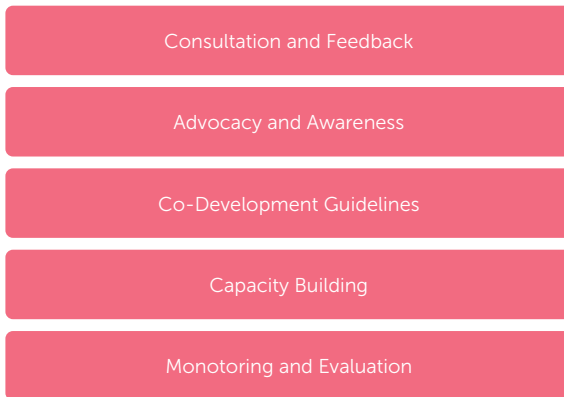 Consultation and Feedback
Advocacy and Awareness
Co-Development Guidelines
Capacity Building
Monotoring and Evaluation